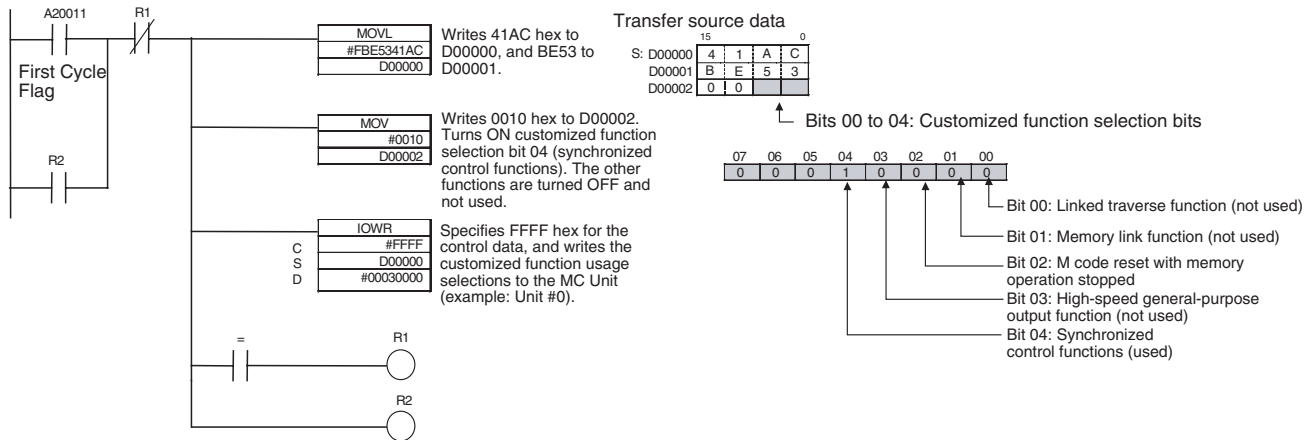 A20011
R1
First Cycle
Flag
R2
MOVL
#FBE5341AC
D00000
Writes 41AC hex to
D00000, and BE53 to
D00001.
MOV
#0010
D00002
Writes 0010 hex to D00002.
Turns ON customized function
selection bit 04 (synchronized
control functions). The other
functions are turned OFF and
not used.
IOWR
C #FFFF
S D00000
D #00030000
Specifies FFFF hex for the
control data, and writes the
customized function usage
selections to the MC Unit
(example: Unit #0).
=
R1
R2
Transfer source data
15 0
S: D00000 4 1 A C
D00001 B E 5 3
D00002 0 0
Bits 00 to 04: Customized function selection bits
07 06 05 04 03 02 01 00
0 0 0 1 0 0 0 0
Bit 00: Linked traverse function (not used)
Bit 01: Memory link function (not used)
Bit 02: M code reset with memory
operation stopped
Bit 03: High-speed general-purpose
output function (not used)
Bit 04: Synchronized
control functions (used)